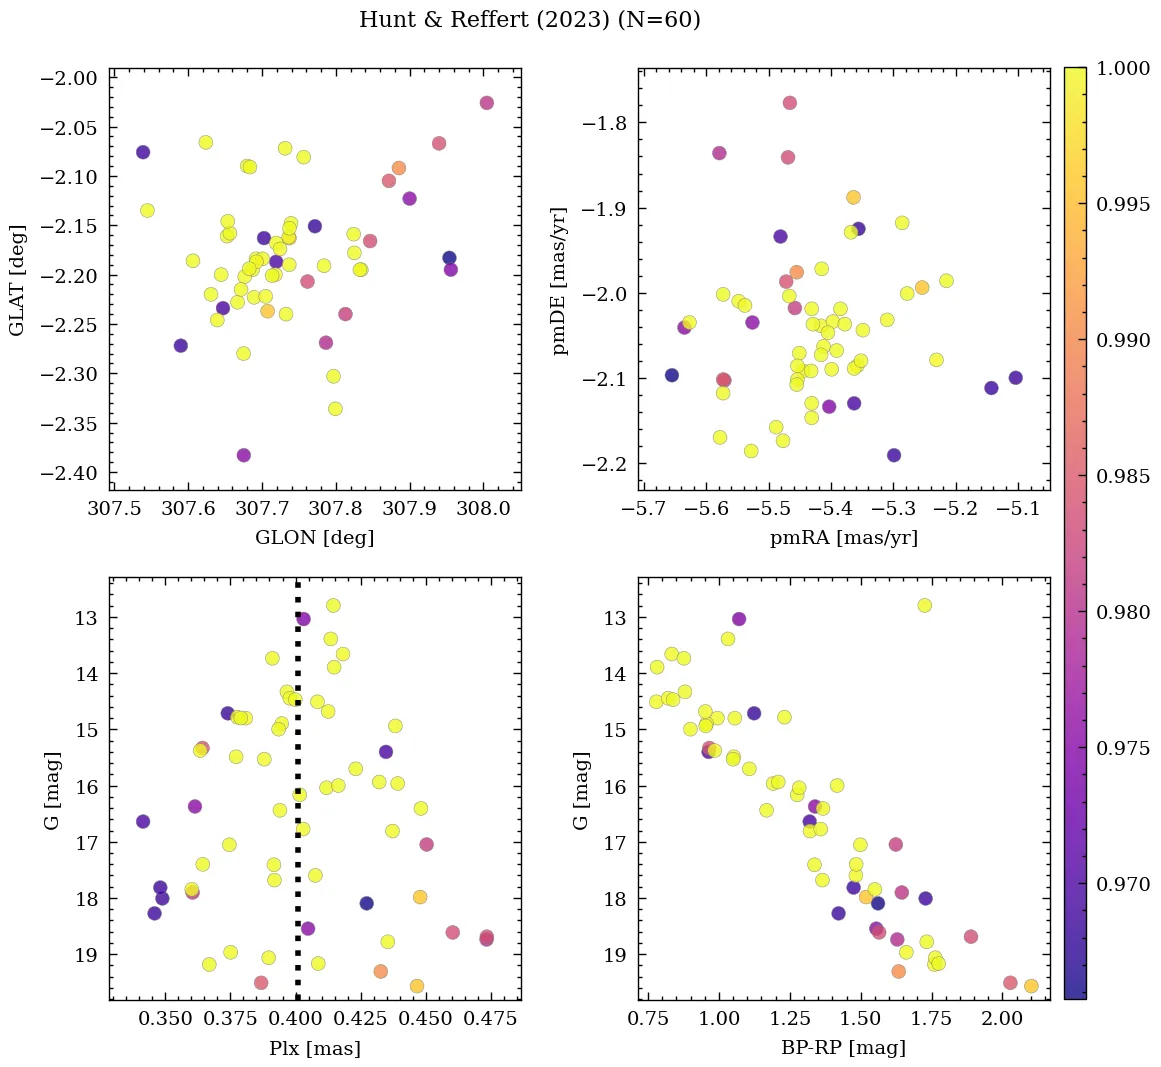 Hunt & Reffert (2023) (N=60)
−2.00
−2.05
−2.10
−2.15
−2.20
−2.25
−2.30
−2.35
−2.40
GLAT [deg]
307.5 307.6 307.7 307.8 307.9 308.0
GLON [deg]
−1.8
−1.9
−2.0
−2.1
−2.2
pmDE [mas/yr]
−5.7 −5.6 −5.5 −5.4 −5.3 −5.2 −5.1
pmRA [mas/yr]
13
14
15
16
17
18
19
G [mag]
0.350 0.375 0.400 0.425 0.450 0.475
Plx [mas]
13
14
15
16
17
18
19
G [mag]
0.75 1.00 1.25 1.50 1.75 2.00
BP-RP [mag]
1.000
0.995
0.990
0.985
0.980
0.975
0.970